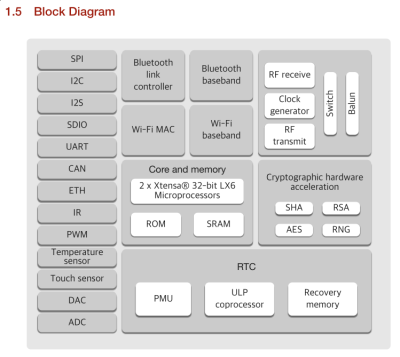 1.5 Block Diagram
SPI
I2C
I2S
SDIO
UART
CAN
ETH
IR
PWM
Temperature
sensor
Touch sensor
DAC
ADC
Bluetooth
link
controller
Bluetooth
baseband
Wi-Fi MAC
Wi-Fi
baseband
RF receive
Clock
generator
RF
transmit
Switch
Balun
Core and memory
2 x Xtensa® 32-bit LX6
Microprocessors
ROM
SRAM
Cryptographic hardware
acceleration
SHA
RSA
AES
RNG
RTC
PMU
ULP
coprocessor
Recovery
memory